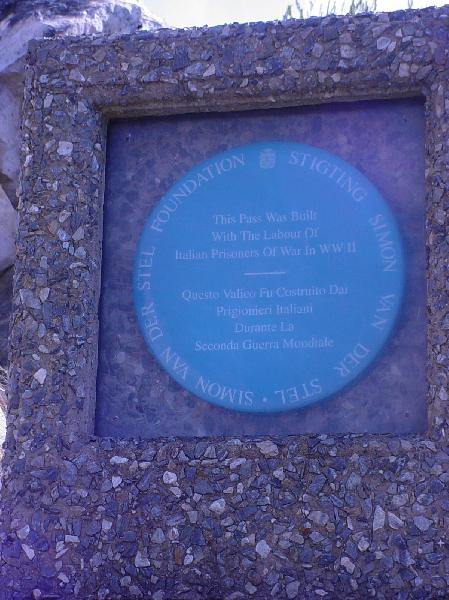 SIMON VAN DER STEL FOUNDATION
STIGTING SIMON VAN DER STEL ·
This Pass Was Built
With The Labour Of
Italian Prisoners Of War In WW II
Questo Valico Fu Costruito Dai
Prigionieri Italiani
Durante La
Seconda Guerra Mondiale